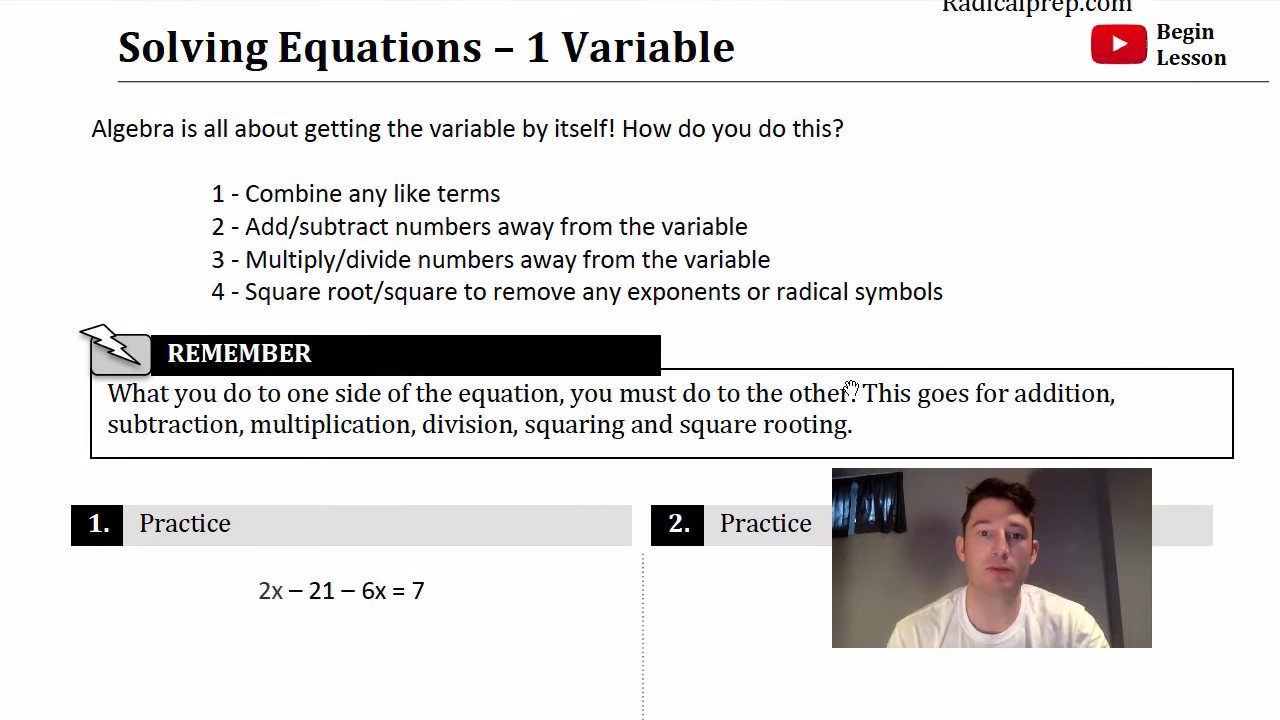 Radicalprep.com
Solving Equations – 1 Variable
Begin
Lesson
Algebra is all about getting the variable by itself! How do you do this?
1 - Combine any like terms
2 - Add/subtract numbers away from the variable
3 - Multiply/divide numbers away from the variable
4 - Square root/square to remove any exponents or radical symbols
REMEMBER
What you do to one side of the equation, you must do to the other. This goes for addition,
subtraction, multiplication, division, squaring and square rooting.
1. Practice
2. Practice
2x – 21 – 6x = 7